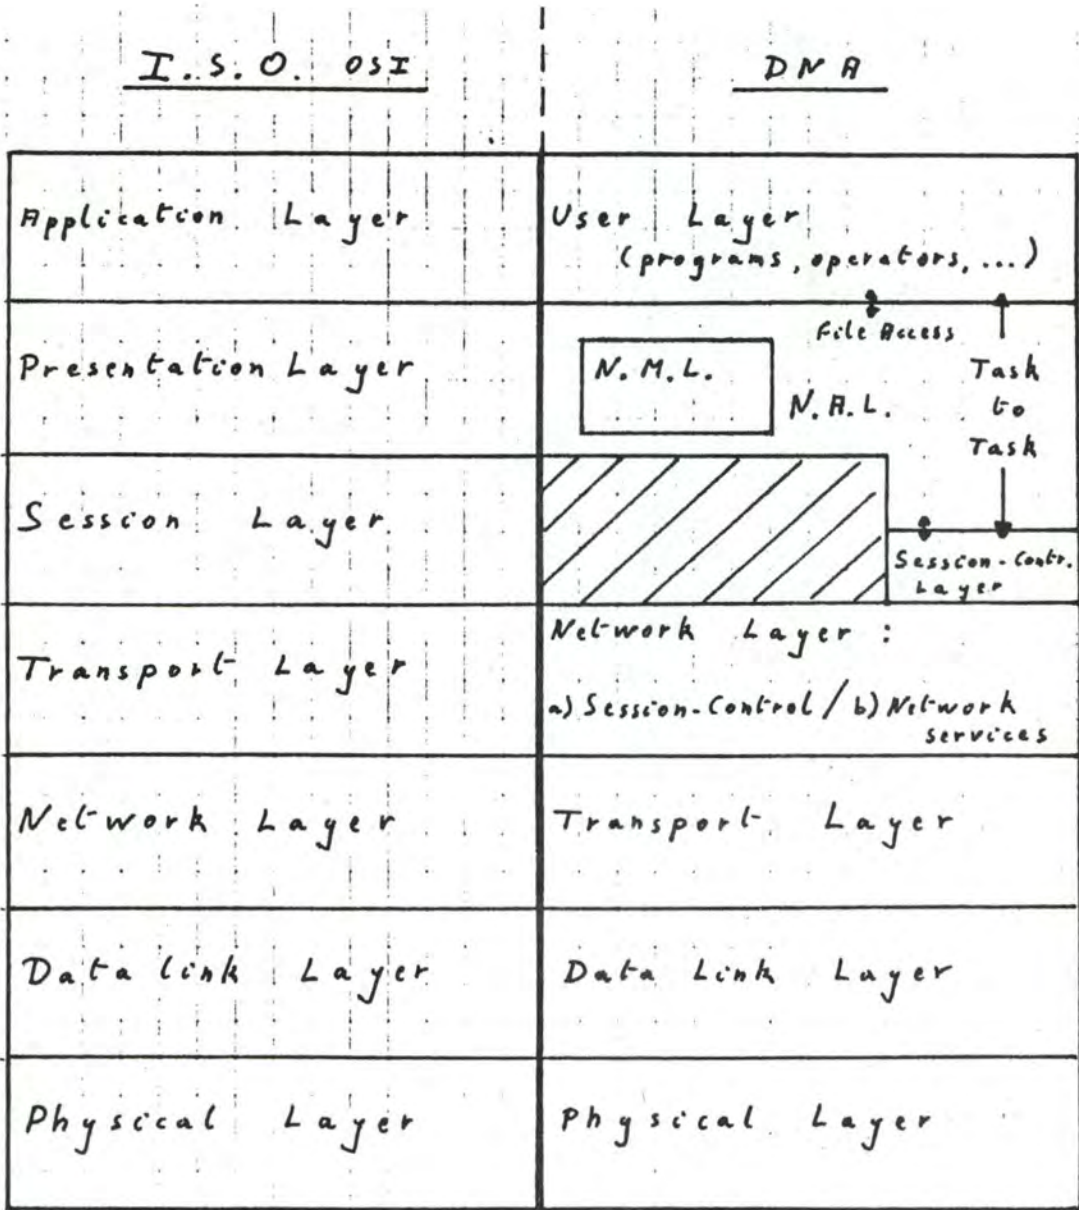 I.S.O. OSI
DNA
Application Layer
User Layer
(programs, operators, ...)
Presentation Layer
File Access
N.M.L.
N.A.L.
Task
to
Task
Session Layer
Session-Contr.
Layer
Transport Layer
Network Layer :
a) Session-Control / b) Network
services
Network Layer
Transport Layer
Data link Layer
Data Link Layer
Physical Layer
Physical Layer